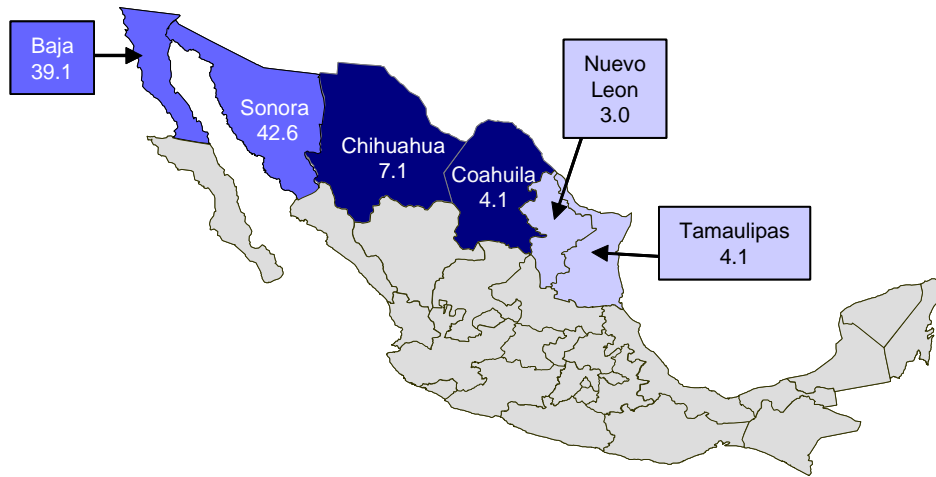 Baja
39.1
Sonora
42.6
Chihuahua
7.1
Coahuila
4.1
Nuevo
Leon
3.0
Tamaulipas
4.1